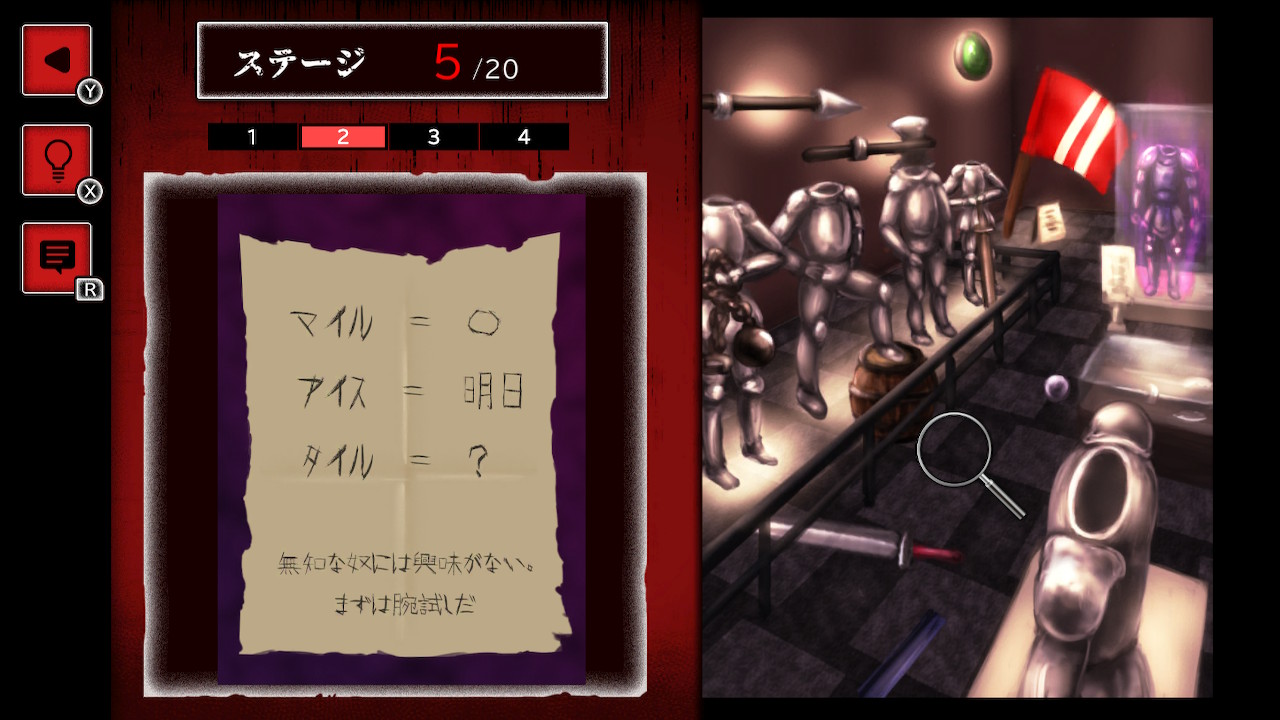 Y
X
R
ステージ 5 /20
1 2 3 4
マイル = ○
アイス = 明日
タイル = ?
無知な奴には興味がない。
まずは腕試しだ